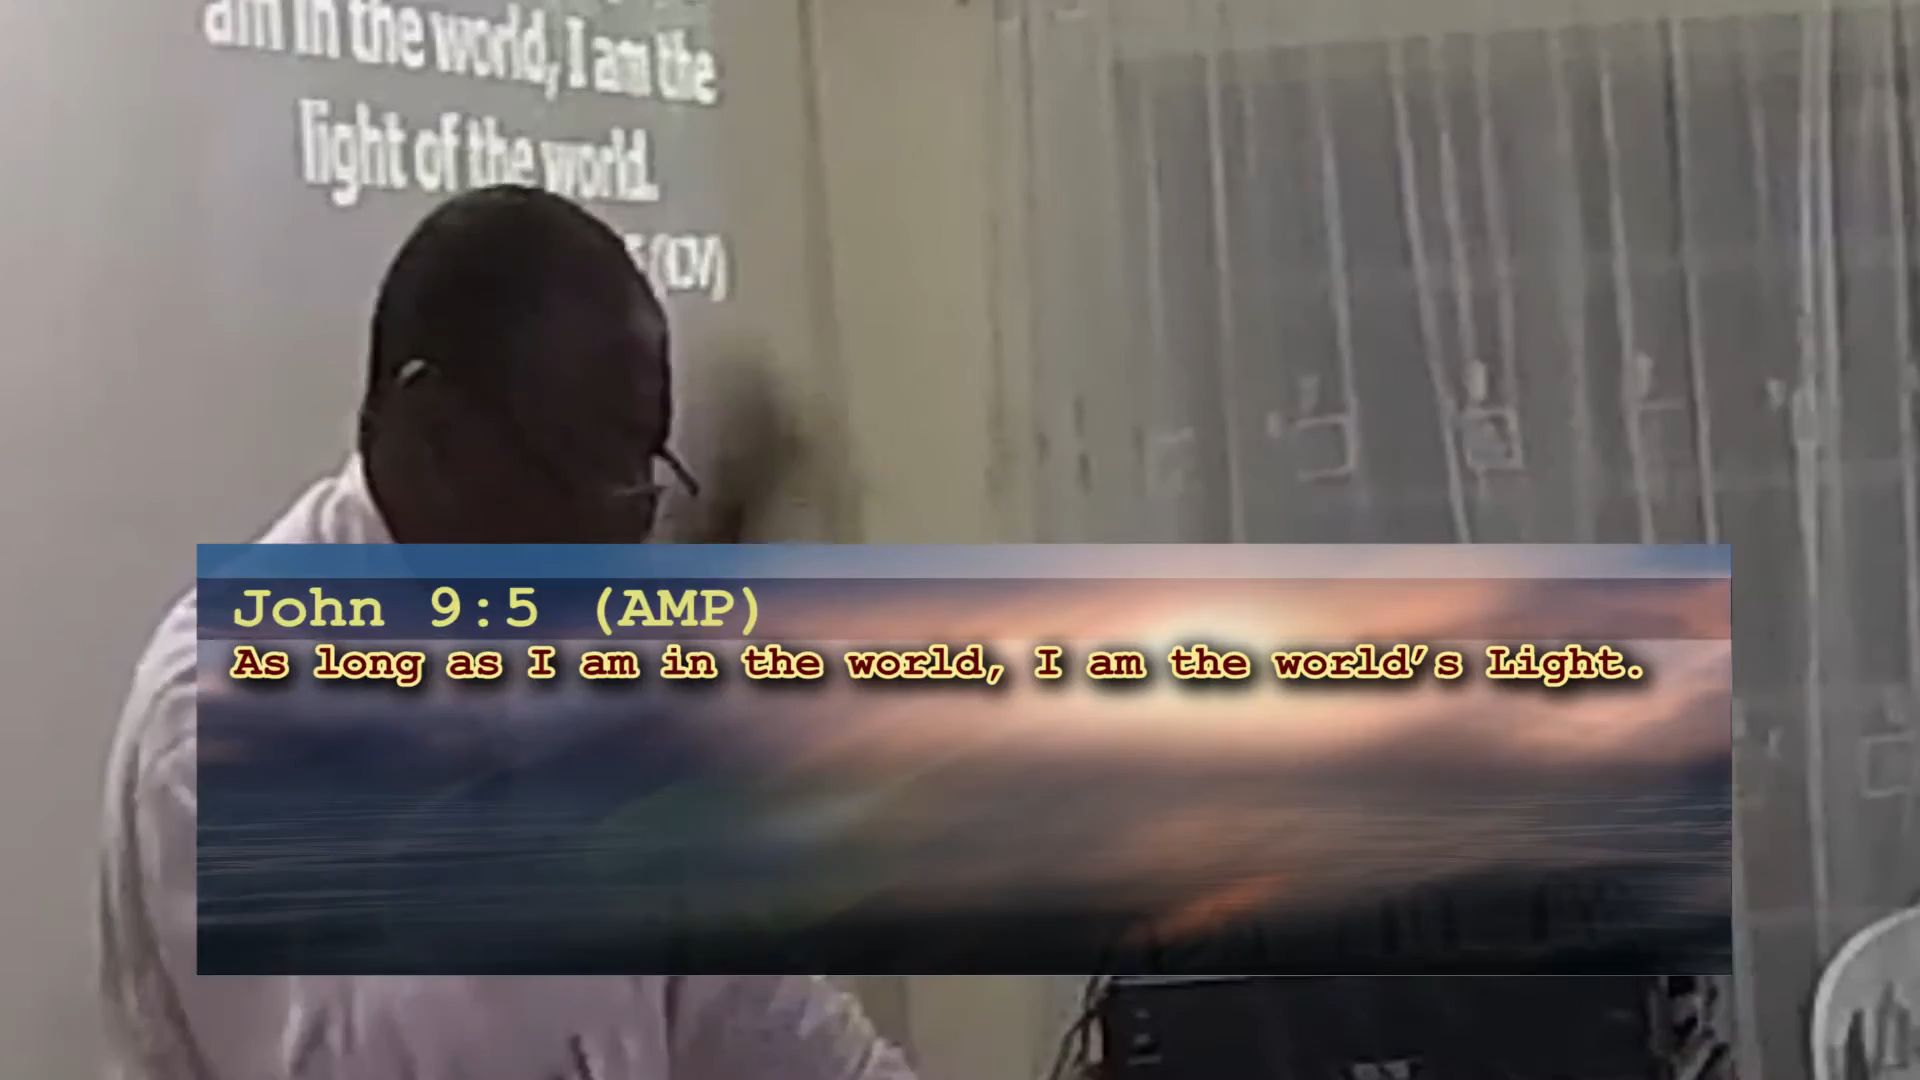 am in the world, I am the
light of the world.
John 9:5 (AMP)
As long as I am in the world, I am the world's Light.